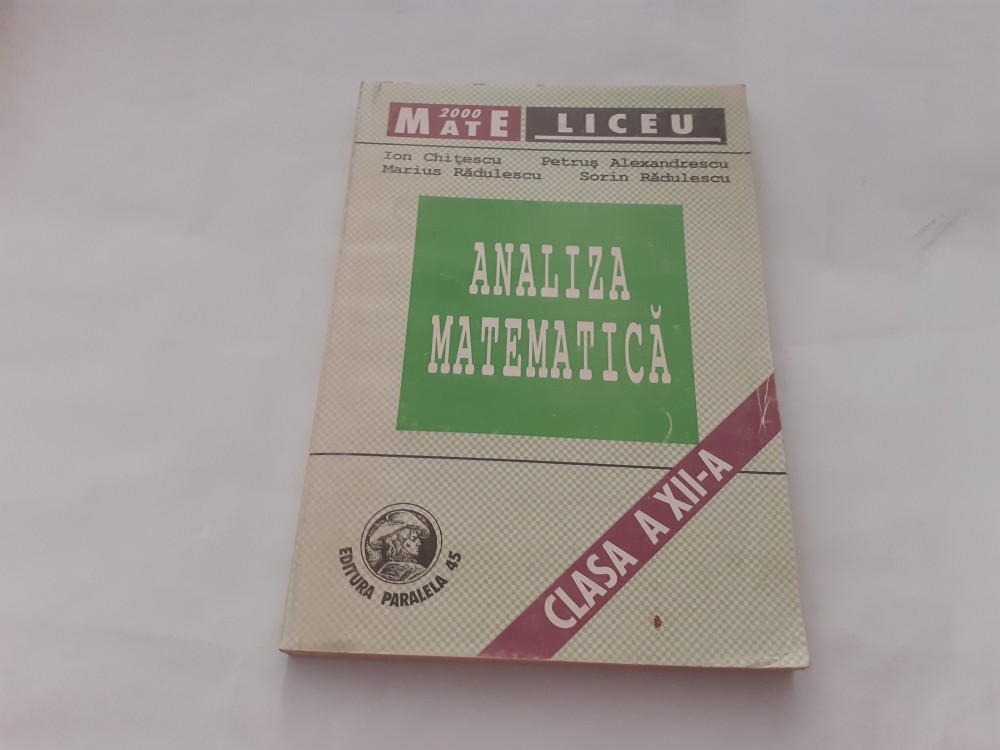 2000
MATE LICEU
Ion Chițescu Petruș Alexandrescu
Marius Rădulescu Sorin Rădulescu
ANALIZA
MATEMATICĂ
CLASA A XII-A
EDITURA PARALELA 45